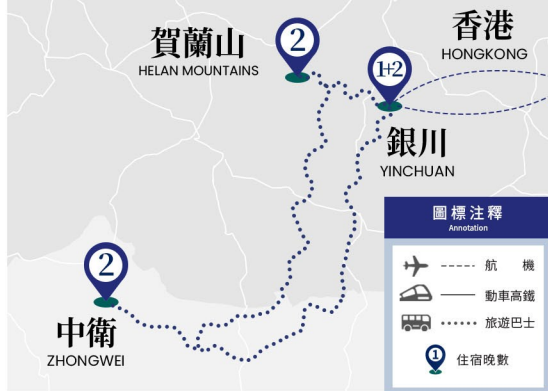 香港
HONGKONG
賀蘭山
HELAN MOUNTAINS
2
1+2
銀川
YINCHUAN
2
中衛
ZHONGWEI
圖標注釋
Annotation
航機
動車高鐵
旅遊巴士
1 住宿晚數